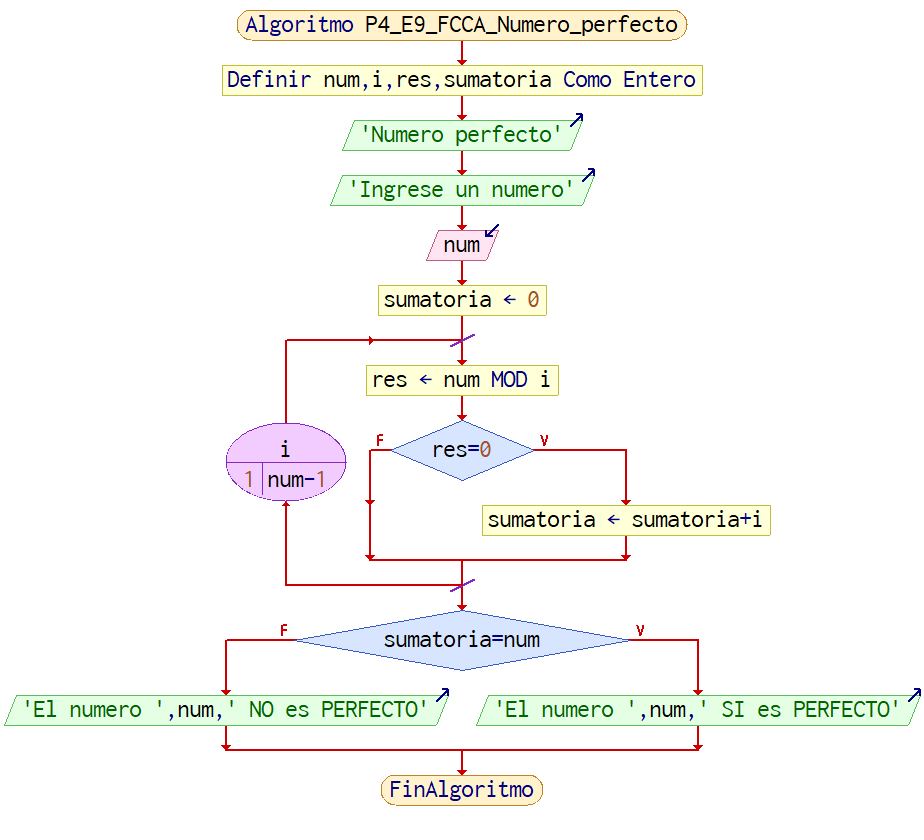 Algoritmo P4_E9_FCCA_Numero_perfecto
Definir num,i,res,sumatoria Como Entero
'Numero perfecto'
'Ingrese un numero'
num
sumatoria ← 0
res ← num MOD i
i
1 num-1
F
res=0
V
sumatoria ← sumatoria+i
F
sumatoria=num
V
'El numero ',num,' NO es PERFECTO'
'El numero ',num,' SI es PERFECTO'
FinAlgoritmo